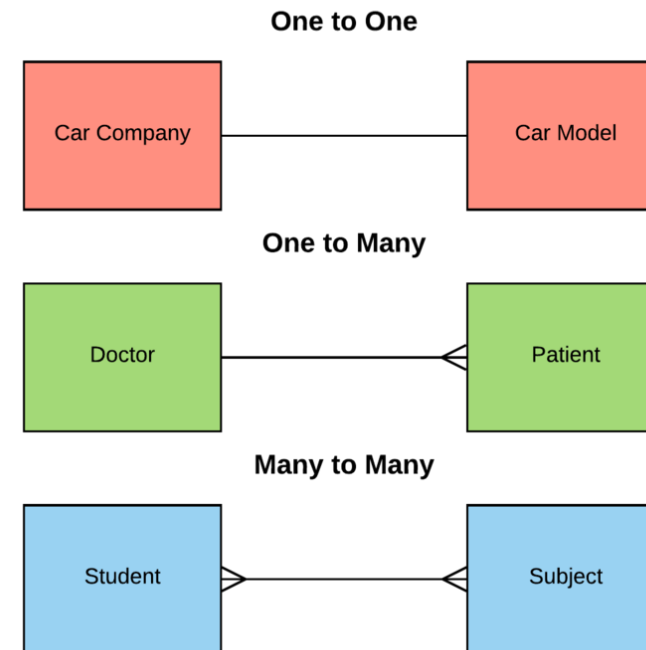 One to One
Car Company
Car Model
One to Many
Doctor
Patient
Many to Many
Student
Subject